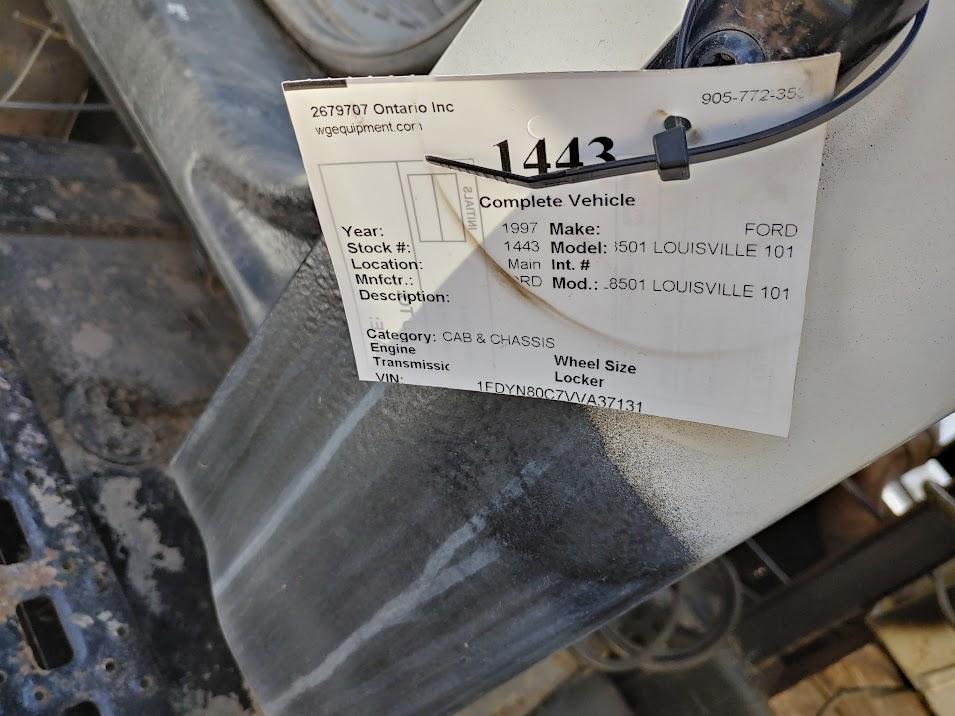 2679707 Ontario Inc
905-772-353
wgequipment.com
1443
INITIALS
Complete Vehicle
Year: 1997 Make: FORD
Stock #: 1443 Model: 8501 LOUISVILLE 101
Location: Main Int. #
Mnfctr.: RD Mod.: 8501 LOUISVILLE 101
Description:
Category: CAB & CHASSIS
Engine
Wheel Size
Transmissic
Locker
VIN: 1FDYN80C7VVA37131